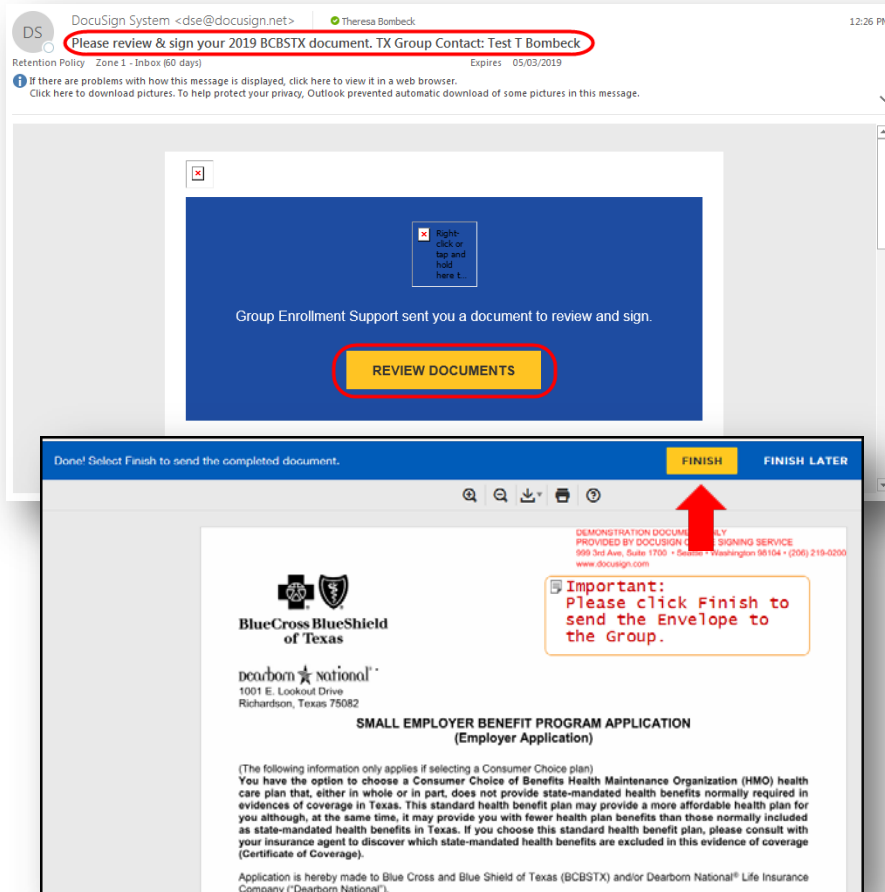 DS
DocuSign System <dse@docusign.net>
Theresa Bombeck
12:26 PM
Please review & sign your 2019 BCBSTX document. TX Group Contact: Test T Bombeck
Retention Policy Zone 1 - Inbox (60 days) Expires 05/03/2019
If there are problems with how this message is displayed, click here to view it in a web browser.
Click here to download pictures. To help protect your privacy, Outlook prevented automatic download of some pictures in this message.
Right-
click or
tap and
hold
here t...
Group Enrollment Support sent you a document to review and sign.
REVIEW DOCUMENTS
Done! Select Finish to send the completed document.
FINISH
FINISH LATER
DEMONSTRATION
PROVIDED BY DOCUSIGN SIGNING SERVICE
999 3rd Ave, Suite 1700 • Seattle • Washington 98104 • (206) 219-0200
www.docusign.com
Important:
Please click Finish to
send the Envelope to
the Group.
BlueCross BlueShield
of Texas
Dearborn National
1001 E. Lookout Drive
Richardson, Texas 75082
SMALL EMPLOYER BENEFIT PROGRAM APPLICATION
(Employer Application)
(The following information only applies if selecting a Consumer Choice plan)
You have the option to choose a Consumer Choice of Benefits Health Maintenance Organization (HMO) health
care plan that, either in whole or in part, does not provide state-mandated health benefits normally required in
evidences of coverage in Texas. This standard health benefit plan may provide a more affordable health plan for
you although, at the same time, it may provide you with fewer health plan benefits than those normally included
as state-mandated health benefits in Texas. If you choose this standard health benefit plan, please consult with
your insurance agent to discover which state-mandated health benefits are excluded in this evidence of coverage
(Certificate of Coverage).
Application is hereby made to Blue Cross and Blue Shield of Texas (BCBSTX) and/or Dearborn National® Life Insurance
Company ("Dearborn National").